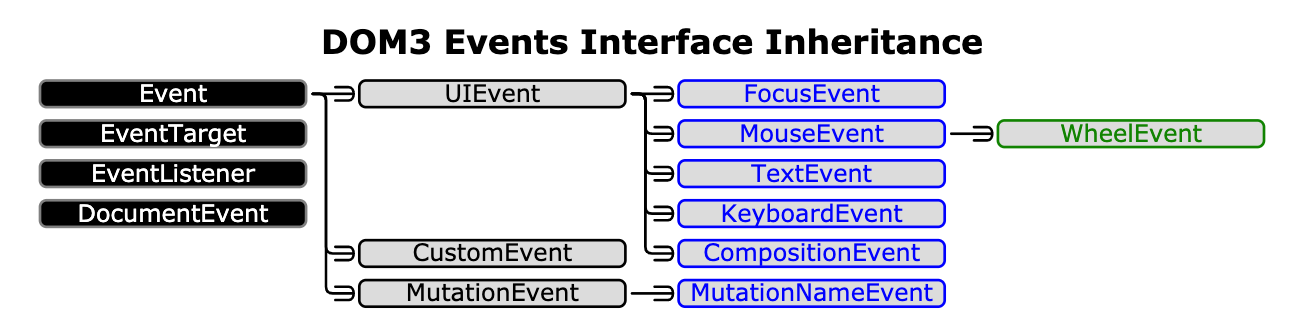 DOM3 Events Interface Inheritance
Event
UIEvent
FocusEvent
EventTarget
MouseEvent
WheelEvent
EventListener
TextEvent
DocumentEvent
KeyboardEvent
CustomEvent
CompositionEvent
MutationEvent
MutationNameEvent